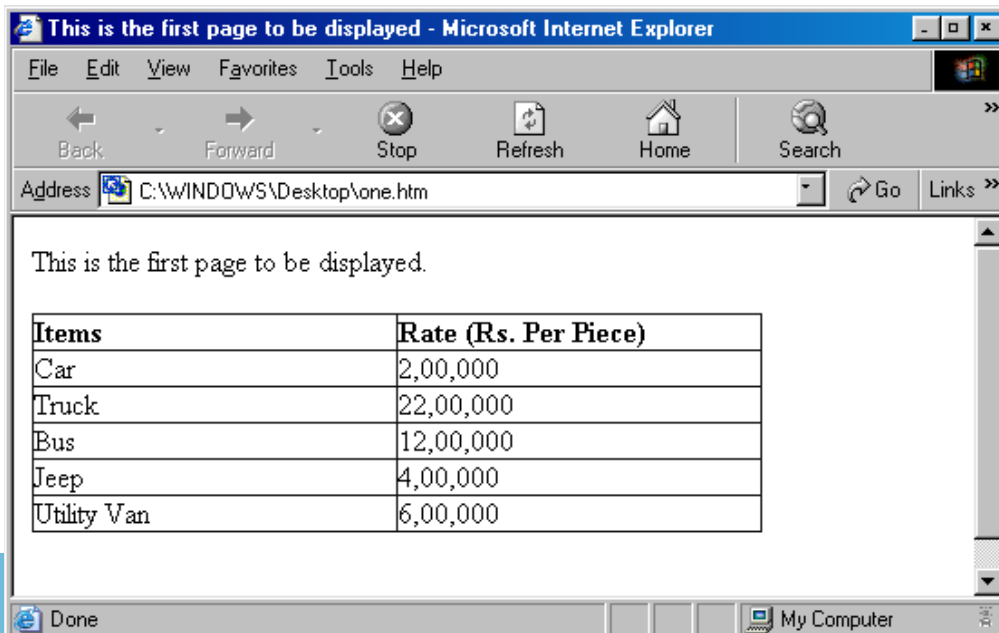 This is the first page to be displayed - Microsoft Internet Explorer
File Edit View Favorites Tools Help
Back Forward Stop Refresh Home Search »
Address C:\WINDOWS\Desktop\one.htm Go Links »
This is the first page to be displayed.
Items Rate (Rs. Per Piece)
Car 2,00,000
Truck 22,00,000
Bus 12,00,000
Jeep 4,00,000
Utility Van 6,00,000
Done My Computer